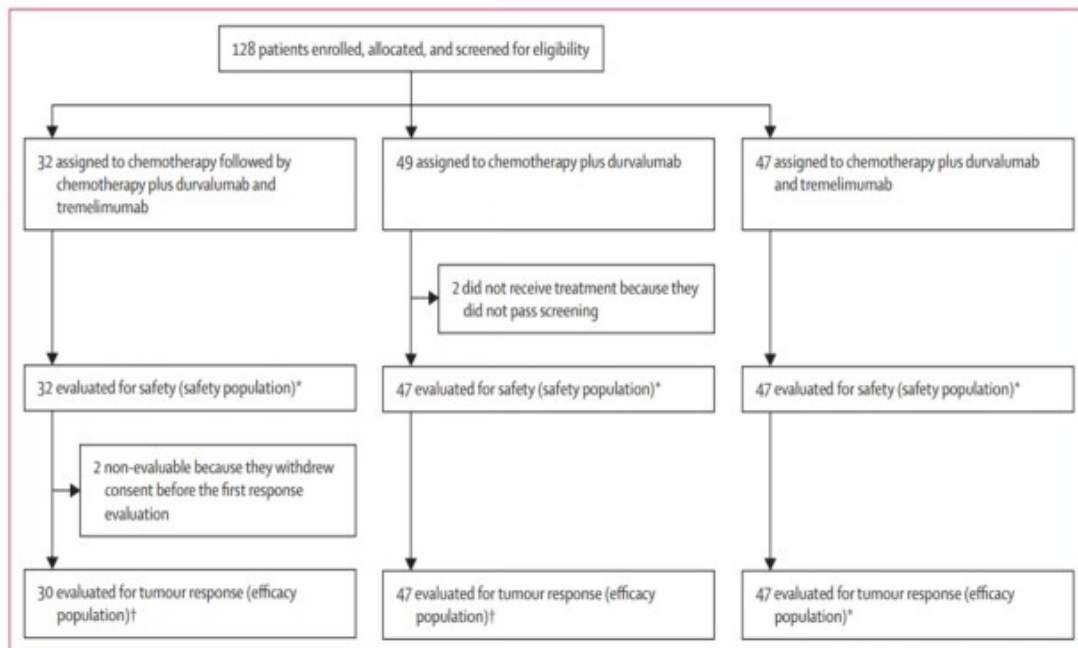 128 patients enrolled, allocated, and screened for eligibility
32 assigned to chemotherapy followed by
chemotherapy plus durvalumab and
tremelimumab
49 assigned to chemotherapy plus durvalumab
47 assigned to chemotherapy plus durvalumab
and tremelimumab
2 did not receive treatment because they
did not pass screening
32 evaluated for safety (safety population)*
47 evaluated for safety (safety population)*
47 evaluated for safety (safety population)*
2 non-evaluable because they withdrew
consent before the first response
evaluation
30 evaluated for tumour response (efficacy
population)†
47 evaluated for tumour response (efficacy
population)†
47 evaluated for tumour response (efficacy
population)*